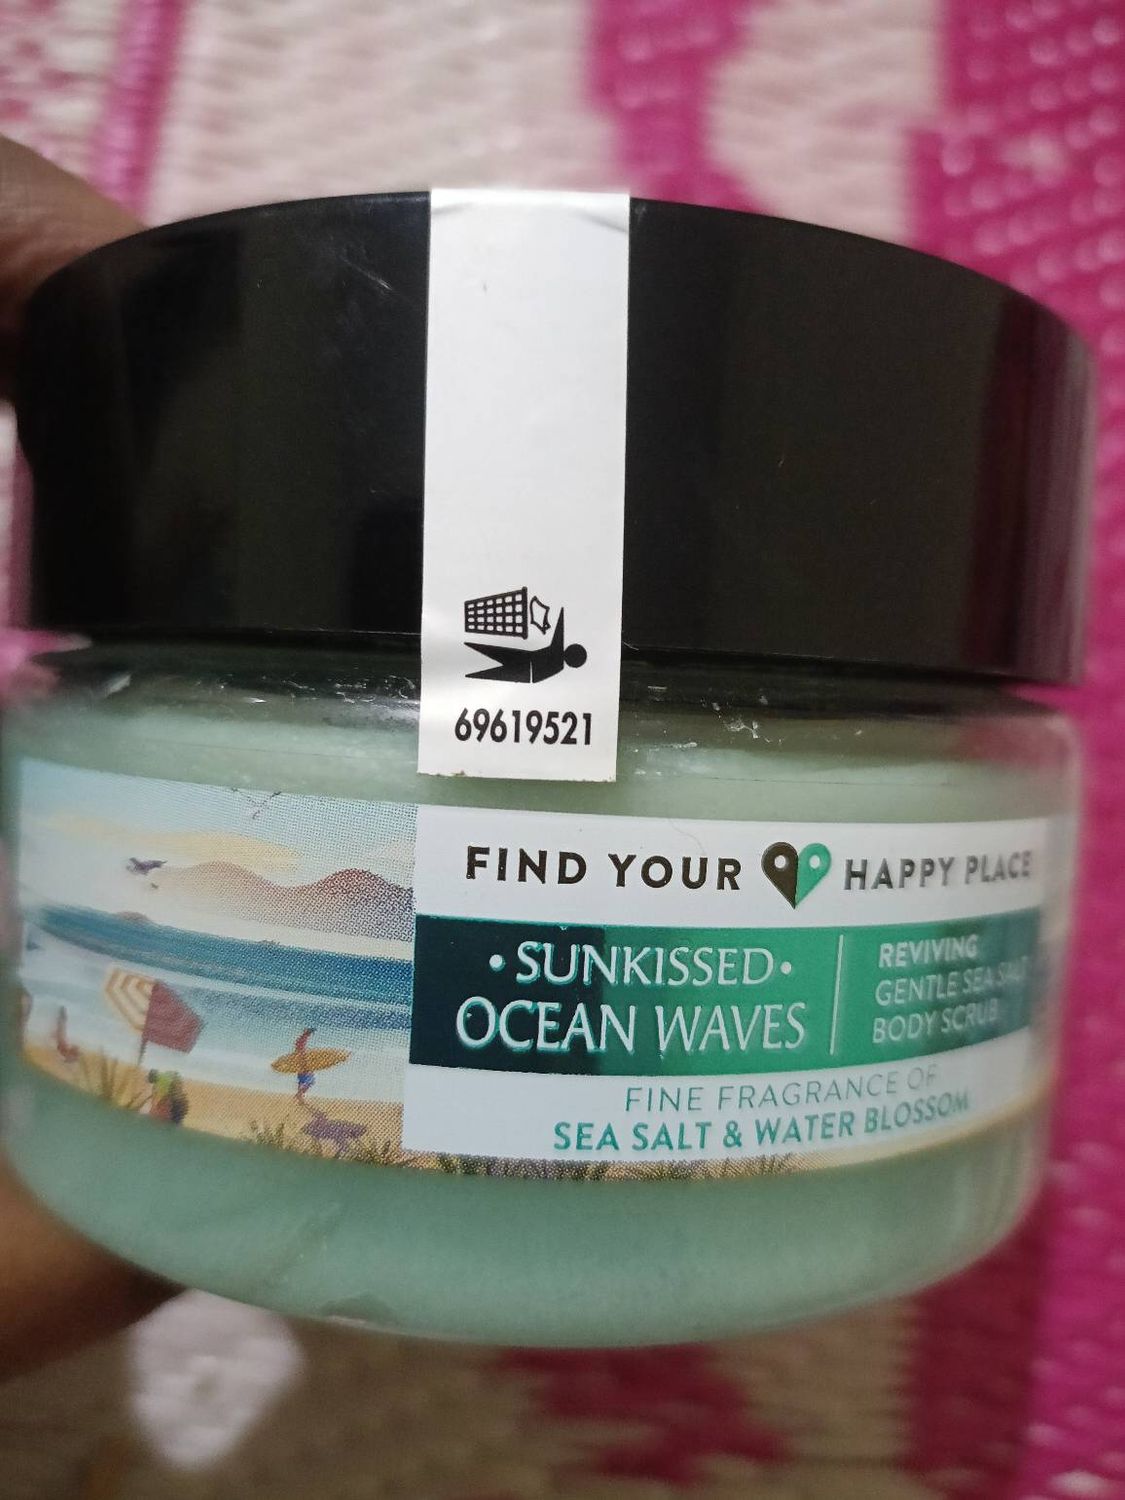 69619521
FIND YOUR HAPPY PLACE
• SUNKISSED •
OCEAN WAVES
REVIVING
GENTLE SEA SALT
BODY SCRUB
FINE FRAGRANCE OF
SEA SALT & WATER BLOSSOM